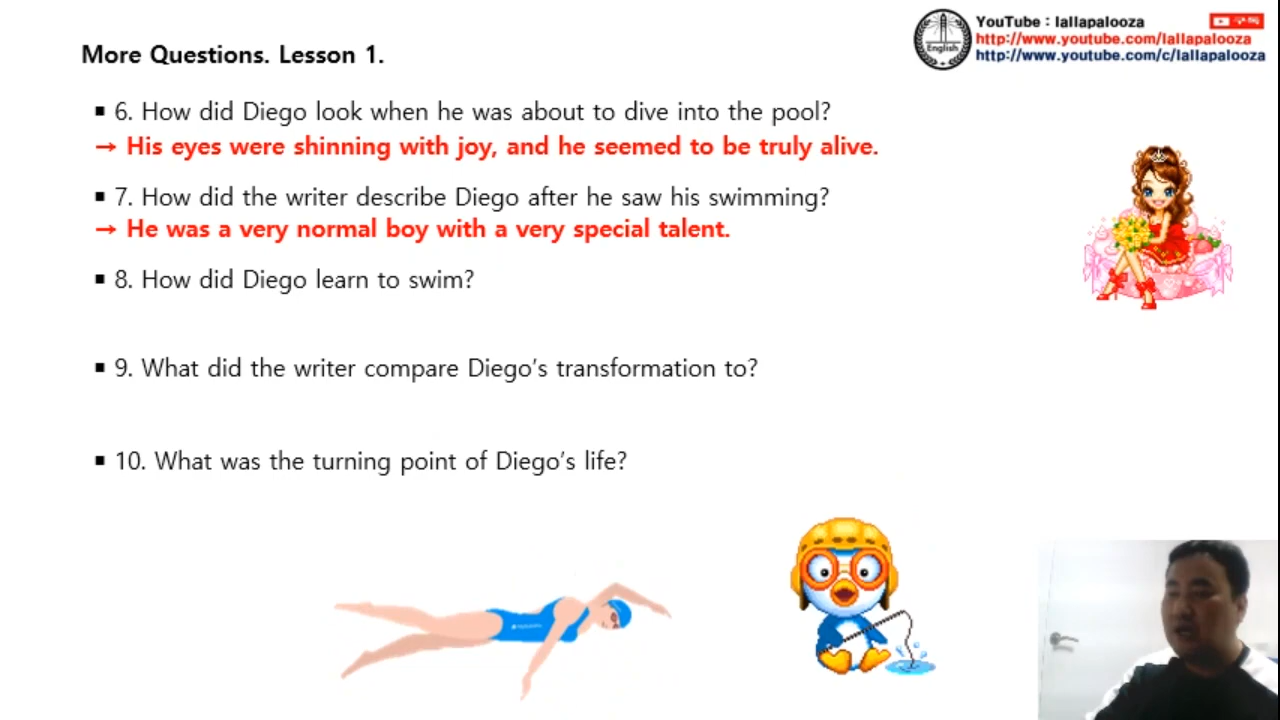 YouTube : lallapalooza
구독
http://www.youtube.com/lallapalooza
http://www.youtube.com/c/lallapalooza
English
More Questions. Lesson 1.
▪ 6. How did Diego look when he was about to dive into the pool?
→ His eyes were shinning with joy, and he seemed to be truly alive.
▪ 7. How did the writer describe Diego after he saw his swimming?
→ He was a very normal boy with a very special talent.
▪ 8. How did Diego learn to swim?
▪ 9. What did the writer compare Diego's transformation to?
▪ 10. What was the turning point of Diego's life?